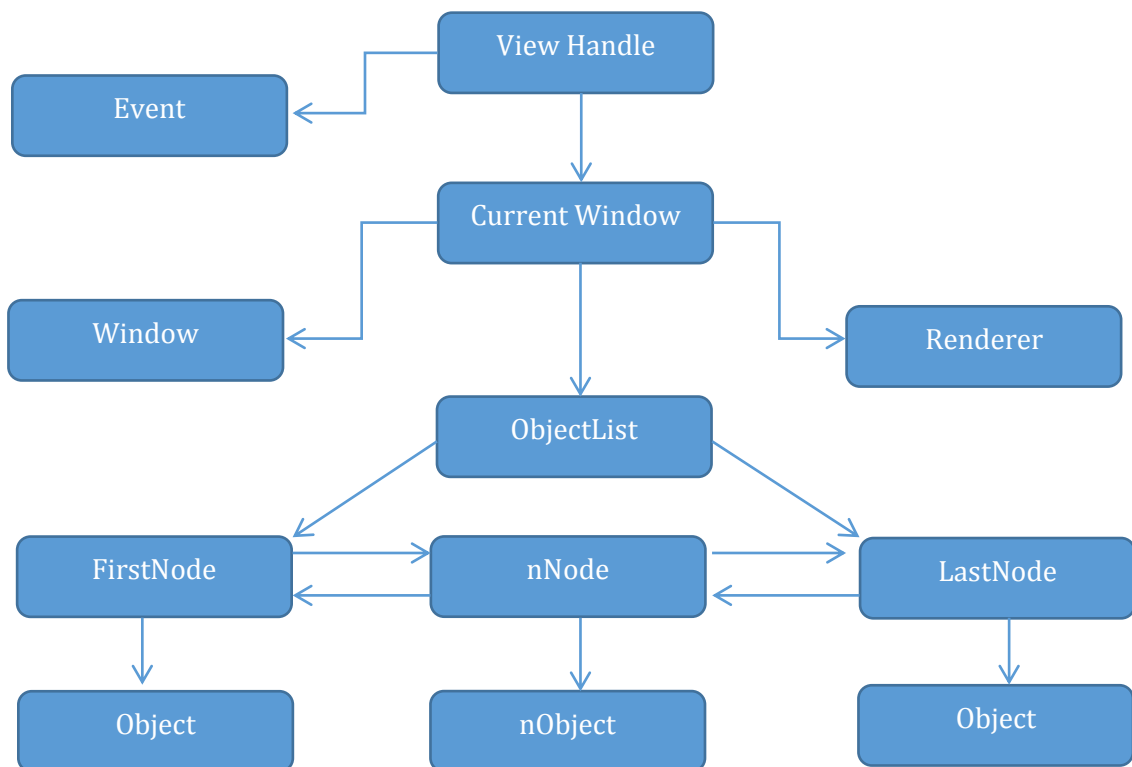 View Handle
Event
Current Window
Window
Renderer
ObjectList
FirstNode
nNode
LastNode
Object
nObject
Object